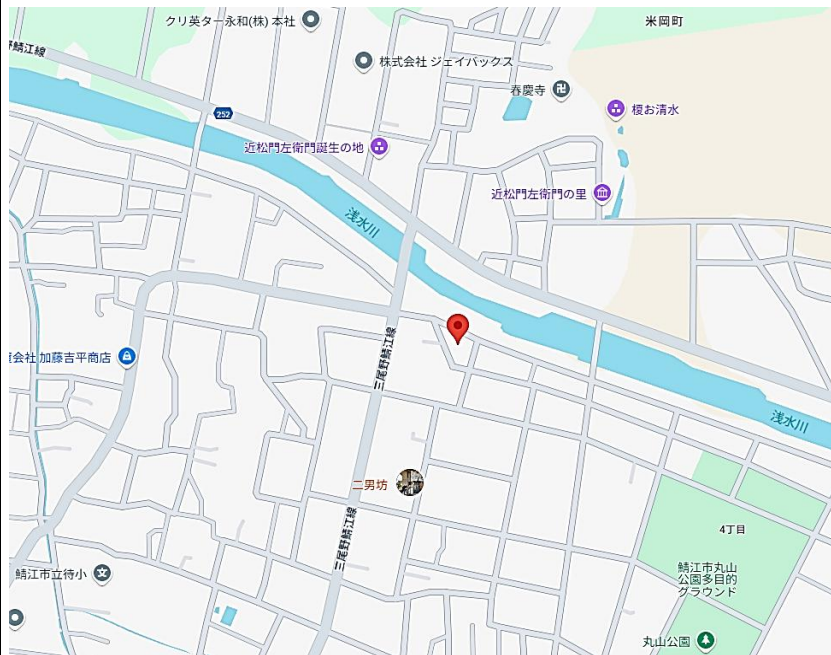 クリ英ター永和(株) 本社
米岡町
野鯖江線
株式会社 ジェイバックス
春慶寺
榎お清水
252
近松門左衛門誕生の地
近松門左衛門の里
浅水川
三尾野鯖江線
会社 加藤吉平商店
浅水川
二男坊
三尾野鯖江線
4丁目
鯖江市立待小
鯖江市丸山
公園多目的
グラウンド
文
丸山公園